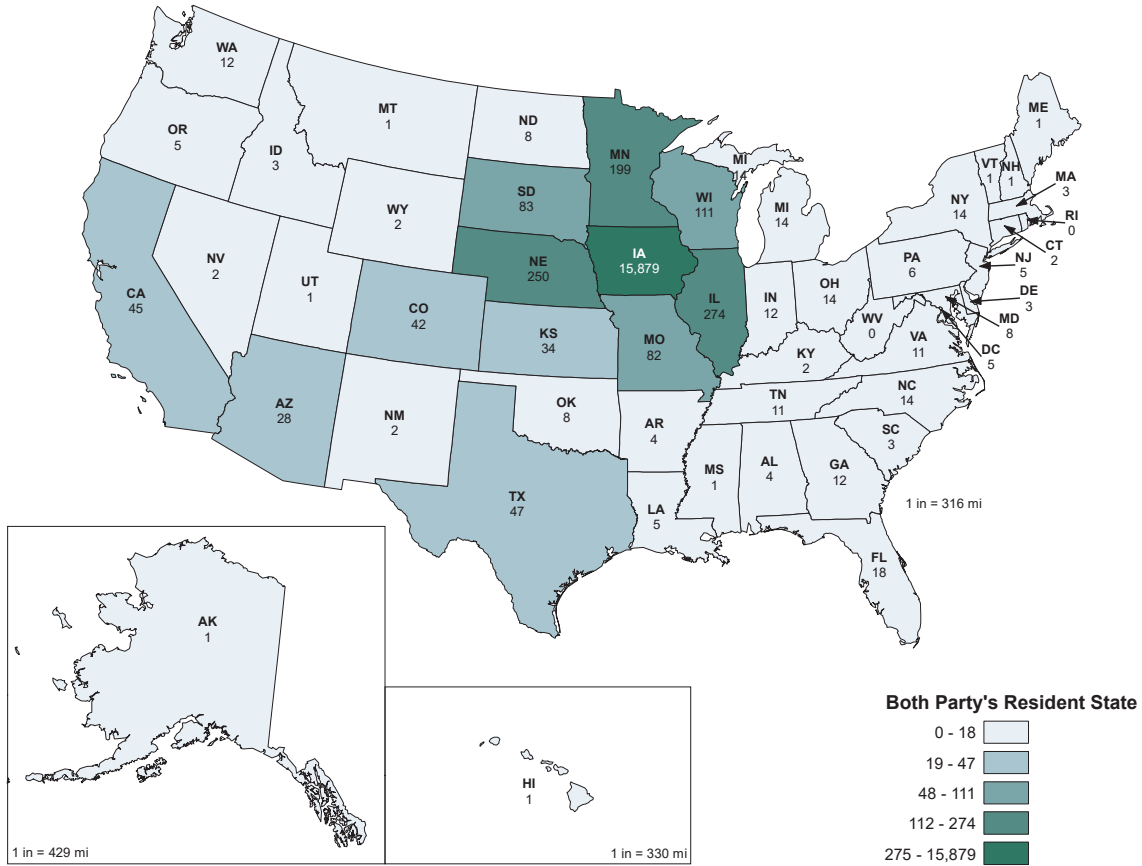 WA
12
MT
1
ND
8
OR
5
ID
3
MN
199
MI
14
ME
1
VT
1
NH
1
MA
3
SD
83
WI
111
MI
14
NY
14
RI
0
WY
2
CT
2
NV
2
NE
250
IA
15,879
PA
6
NJ
5
UT
1
CA
45
CO
42
IL
274
IN
12
OH
14
DE
3
WV
0
MD
8
KS
34
MO
82
VA
11
DC
5
KY
2
AZ
28
NM
2
OK
8
TN
11
NC
14
AR
4
SC
3
MS
1
AL
4
GA
12
TX
47
LA
5
1 in = 316 mi
FL
18
AK
1
HI
1
1 in = 429 mi
1 in = 330 mi
Both Party's Resident State
0 - 18
19 - 47
48 - 111
112 - 274
275 - 15,879